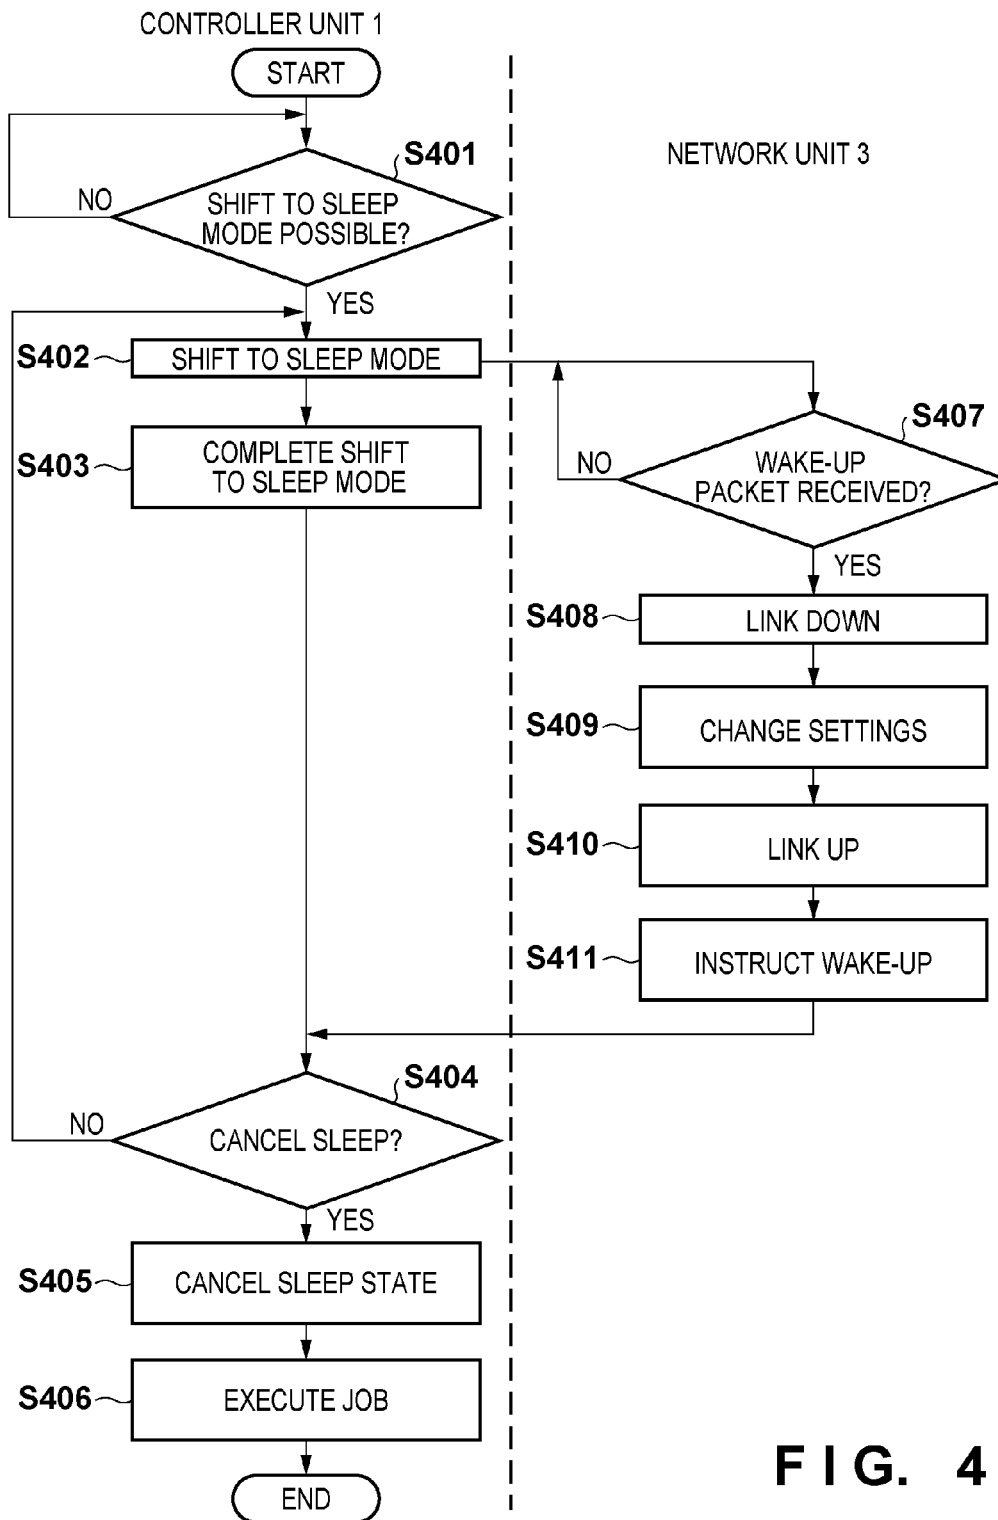 CONTROLLER UNIT 1
START
S401
NETWORK UNIT 3
NO
SHIFT TO SLEEP
MODE POSSIBLE?
YES
S402
SHIFT TO SLEEP MODE
S407
S403
COMPLETE SHIFT
TO SLEEP MODE
NO
WAKE-UP
PACKET RECEIVED?
YES
S408
LINK DOWN
S409
CHANGE SETTINGS
S410
LINK UP
S411
INSTRUCT WAKE-UP
S404
NO
CANCEL SLEEP?
YES
S405
CANCEL SLEEP STATE
S406
EXECUTE JOB
END
FIG. 4